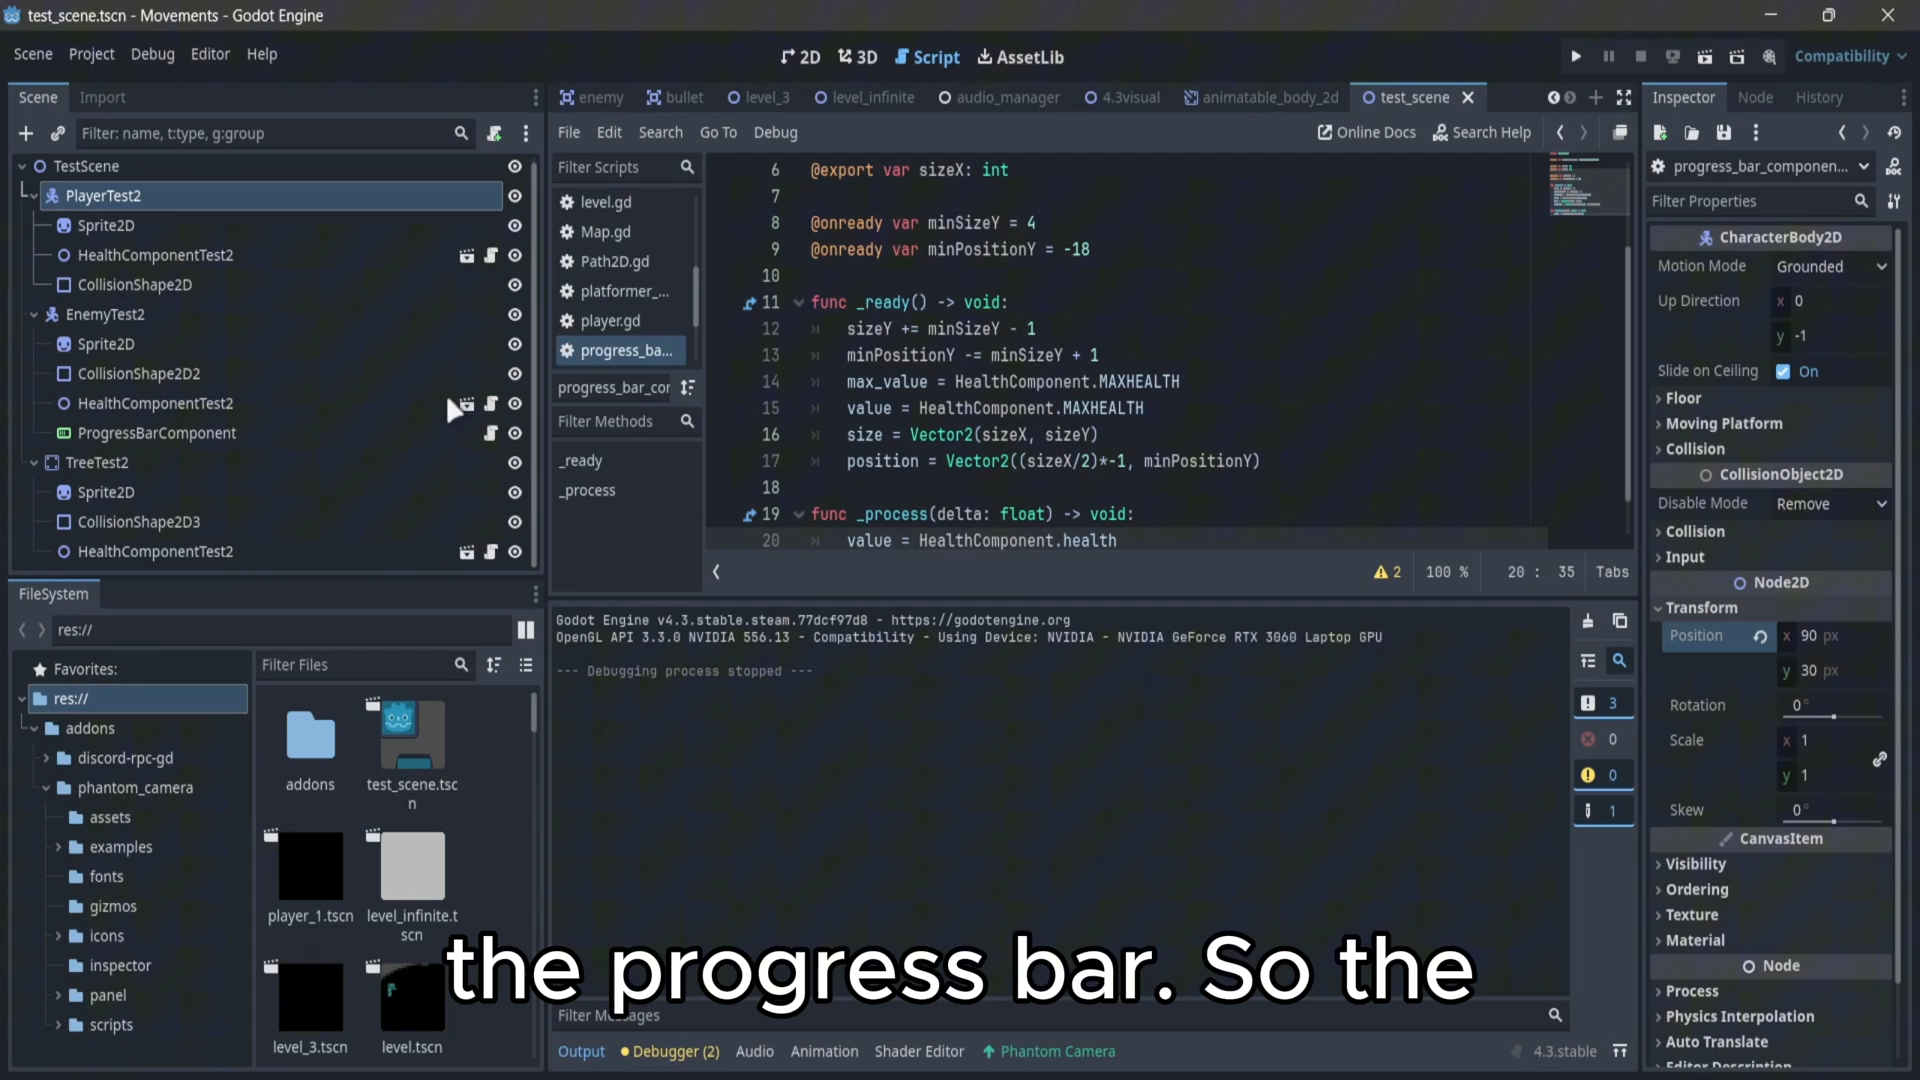 test_scene.tscn - Movements - Godot Engine
Scene Project Debug Editor Help
2D 3D Script AssetLib
Compatibility
Scene Import
enemy bullet level_3 level_infinite audio_manager 4.3visual animatable_body_2d test_scene
Inspector Node History
Filter: name, t:type, g:group
File Edit Search Go To Debug
Online Docs Search Help
TestScene
PlayerTest2
Sprite2D
HealthComponentTest2
CollisionShape2D
EnemyTest2
Sprite2D
CollisionShape2D2
HealthComponentTest2
ProgressBarComponent
TreeTest2
Sprite2D
CollisionShape2D3
HealthComponentTest2
Filter Scripts
level.gd
Map.gd
Path2D.gd
platformer_...
player.gd
progress_ba...
progress_bar_cor
Filter Methods
_ready
_process
6 @export var sizeX: int
7
8 @onready var minSizeY = 4
9 @onready var minPositionY = -18
10
11 func _ready() -> void:
12 sizeY += minSizeY - 1
13 minPositionY -= minSizeY + 1
14 max_value = HealthComponent.MAXHEALTH
15 value = HealthComponent.MAXHEALTH
16 size = Vector2(sizeX, sizeY)
17 position = Vector2((sizeX/2)*-1, minPositionY)
18
19 func _process(delta: float) -> void:
20 value = HealthComponent.health
2 100 % 20 : 35 Tabs
progress_bar_componen...
Filter Properties
CharacterBody2D
Motion Mode Grounded
Up Direction x 0
y -1
Slide on Ceiling On
Floor
Moving Platform
Collision
CollisionObject2D
Disable Mode Remove
Collision
Input
Node2D
Transform
Position x 90 px
y 30 px
Rotation 0°
Scale x 1
y 1
Skew 0°
CanvasItem
Visibility
Ordering
Texture
Material
Node
Process
Physics Interpolation
Auto Translate
Editor Description
FileSystem
res://
Favorites:
res://
addons
discord-rpc-gd
phantom_camera
assets
examples
fonts
gizmos
icons
inspector
panel
scripts
Filter Files
addons
test_scene.tsc
n
player_1.tscn
level_infinite.t
scn
level_3.tscn
level.tscn
Godot Engine v4.3.stable.steam.77dcf97d8 - https://godotengine.org
OpenGL API 3.3.0 NVIDIA 556.13 - Compatibility - Using Device: NVIDIA - NVIDIA GeForce RTX 3060 Laptop GPU
--- Debugging process stopped ---
3
0
0
1
the progress bar. So the
Filter Messages
Output Debugger (2) Audio Animation Shader Editor Phantom Camera
4.3.stable